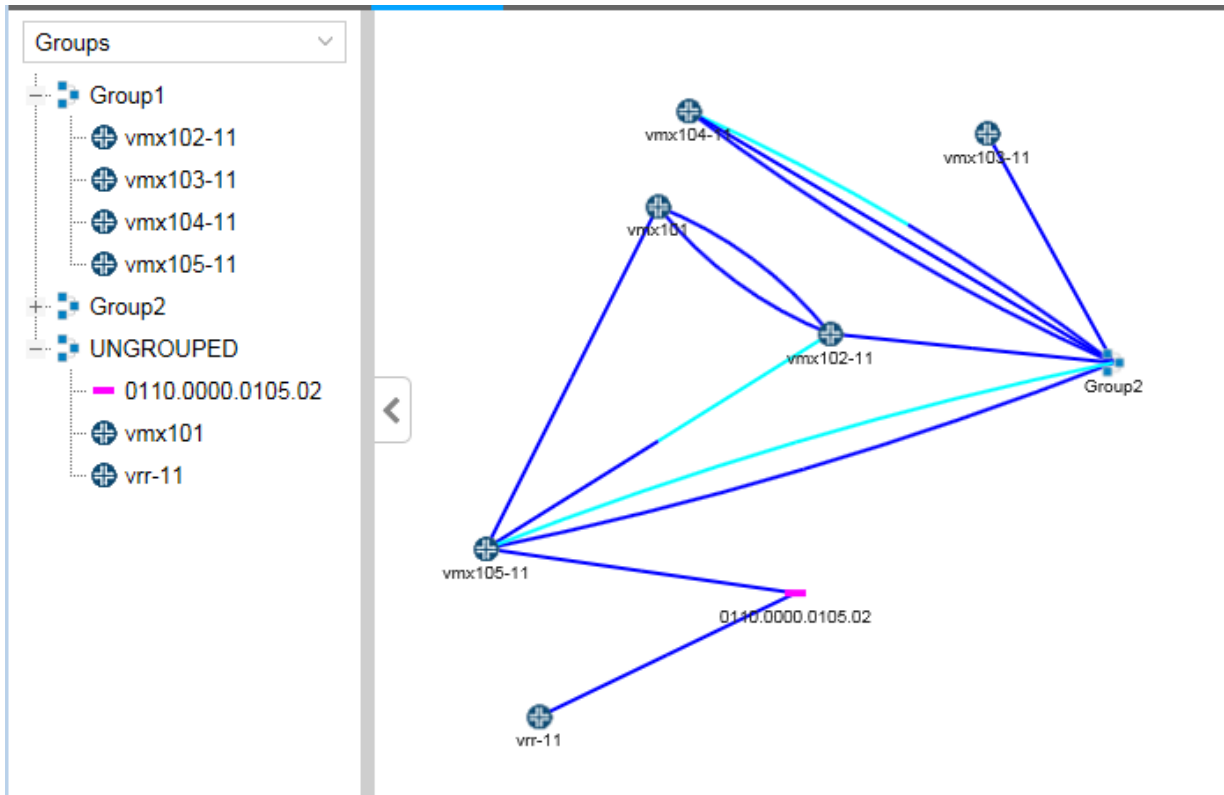 Groups
Group1
vmx102-11
vmx103-11
vmx104-11
vmx105-11
Group2
UNGROUPED
0110.0000.0105.02
vmx101
vrr-11
vmx104-11
vmx103-11
vmx101
vmx102-11
Group2
vmx105-11
0110.0000.0105.02
vrr-11